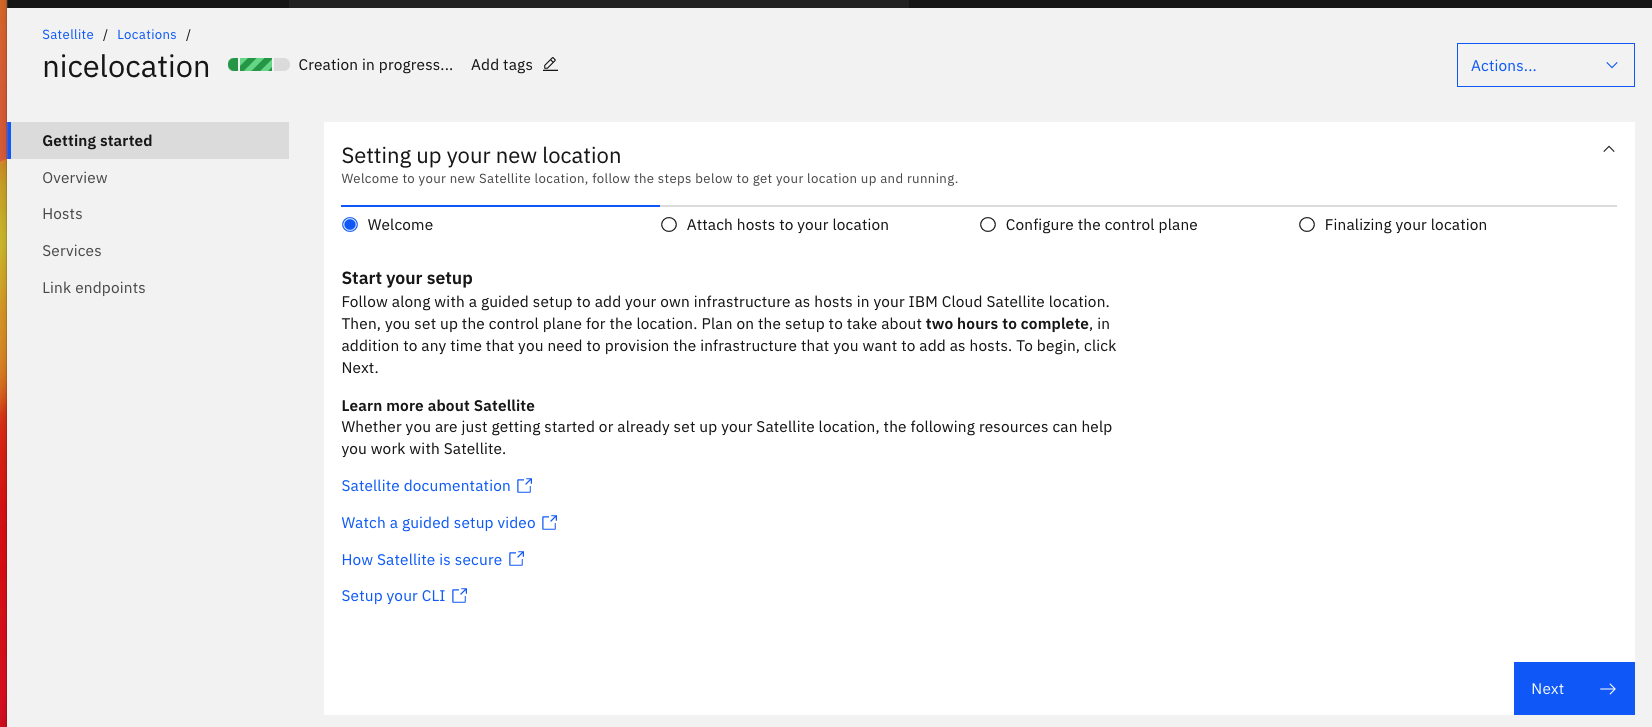 Satellite / Locations /
nicelocation Creation in progress... Add tags
Actions...
Getting started
Overview
Hosts
Services
Link endpoints
Setting up your new location
Welcome to your new Satellite location, follow the steps below to get your location up and running.
Welcome
Attach hosts to your location
Configure the control plane
Finalizing your location
Start your setup
Follow along with a guided setup to add your own infrastructure as hosts in your IBM Cloud Satellite location.
Then, you set up the control plane for the location. Plan on the setup to take about two hours to complete, in
addition to any time that you need to provision the infrastructure that you want to add as hosts. To begin, click
Next.
Learn more about Satellite
Whether you are just getting started or already set up your Satellite location, the following resources can help
you work with Satellite.
Satellite documentation
Watch a guided setup video
How Satellite is secure
Setup your CLI
Next